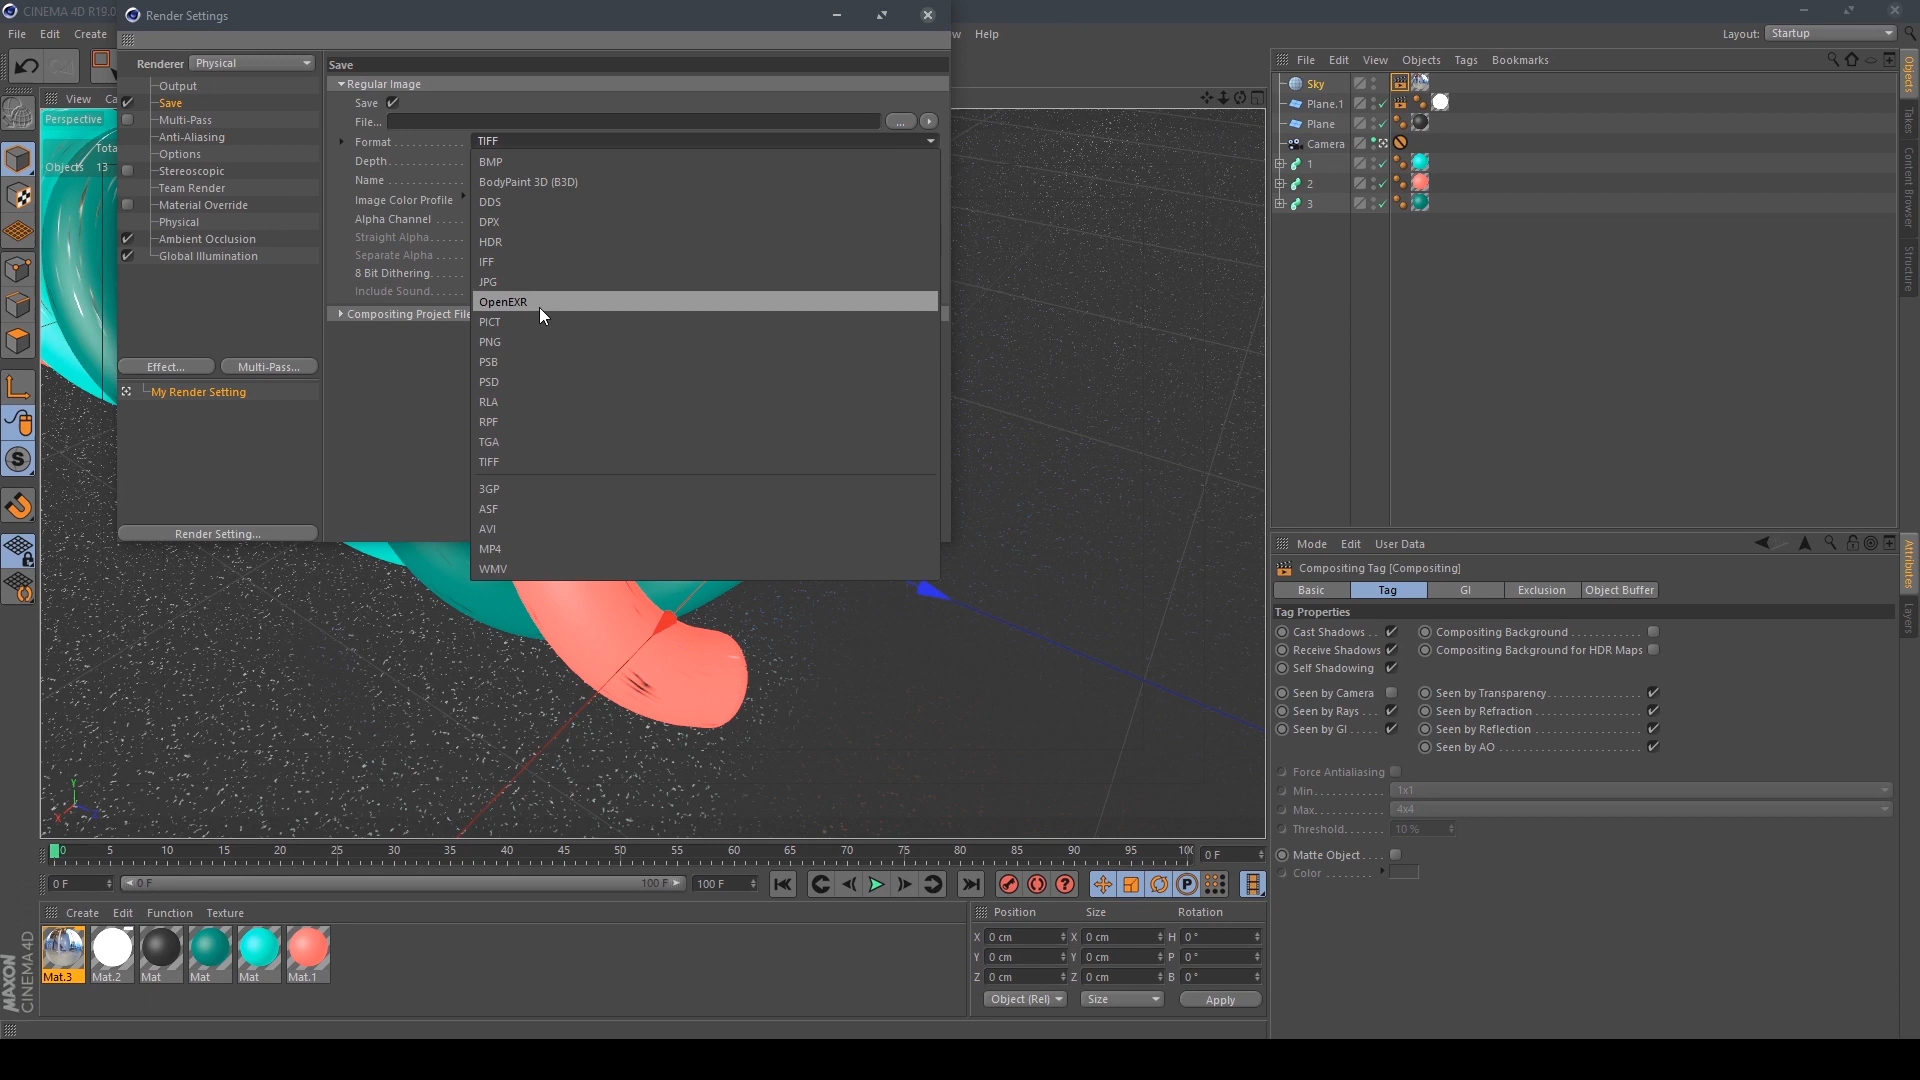 CINEMA 4D R19.0
Render Settings
File Edit Create
Help
Layout: Startup
Renderer Physical
Output
Save
Multi-Pass
Anti-Aliasing
Options
Stereoscopic
Team Render
Material Override
Physical
Ambient Occlusion
Global Illumination
Effect... Multi-Pass...
My Render Setting
Render Setting...
Save
Regular Image
Save
File... ...
Format TIFF
Depth
Name
Image Color Profile
Alpha Channel
Straight Alpha
Separate Alpha
8 Bit Dithering
Include Sound
Compositing Project File
BMP
BodyPaint 3D (B3D)
DDS
DPX
HDR
IFF
JPG
OpenEXR
PICT
PNG
PSB
PSD
RLA
RPF
TGA
TIFF
3GP
ASF
AVI
MP4
WMV
View
Perspective
Objects 13
Y
X
File Edit View Objects Tags Bookmarks
Sky
Plane.1
Plane
Camera
1
2
3
Objects
Takes
Content Browser
Structure
Mode Edit User Data
Compositing Tag [Compositing]
Basic Tag GI Exclusion Object Buffer
Tag Properties
Cast Shadows Compositing Background
Receive Shadows Compositing Background for HDR Maps
Self Shadowing
Seen by Camera Seen by Transparency
Seen by Rays Seen by Refraction
Seen by GI Seen by Reflection
Seen by AO
Force Antialiasing
Min 1x1
Max 4x4
Threshold 10 %
Matte Object
Color
Attributes
Layers
0 5 10 15 20 25 30 35 40 45 50 55 60 65 70 75 80 85 90 95 100 0 F
0 F 0 F 100 F 100 F
Create Edit Function Texture
Mat.3 Mat.2 Mat Mat Mat Mat.1
Position Size Rotation
X 0 cm X 0 cm H 0 °
Y 0 cm Y 0 cm P 0 °
Z 0 cm Z 0 cm B 0 °
Object (Rel) Size Apply
MAXON
CINEMA 4D